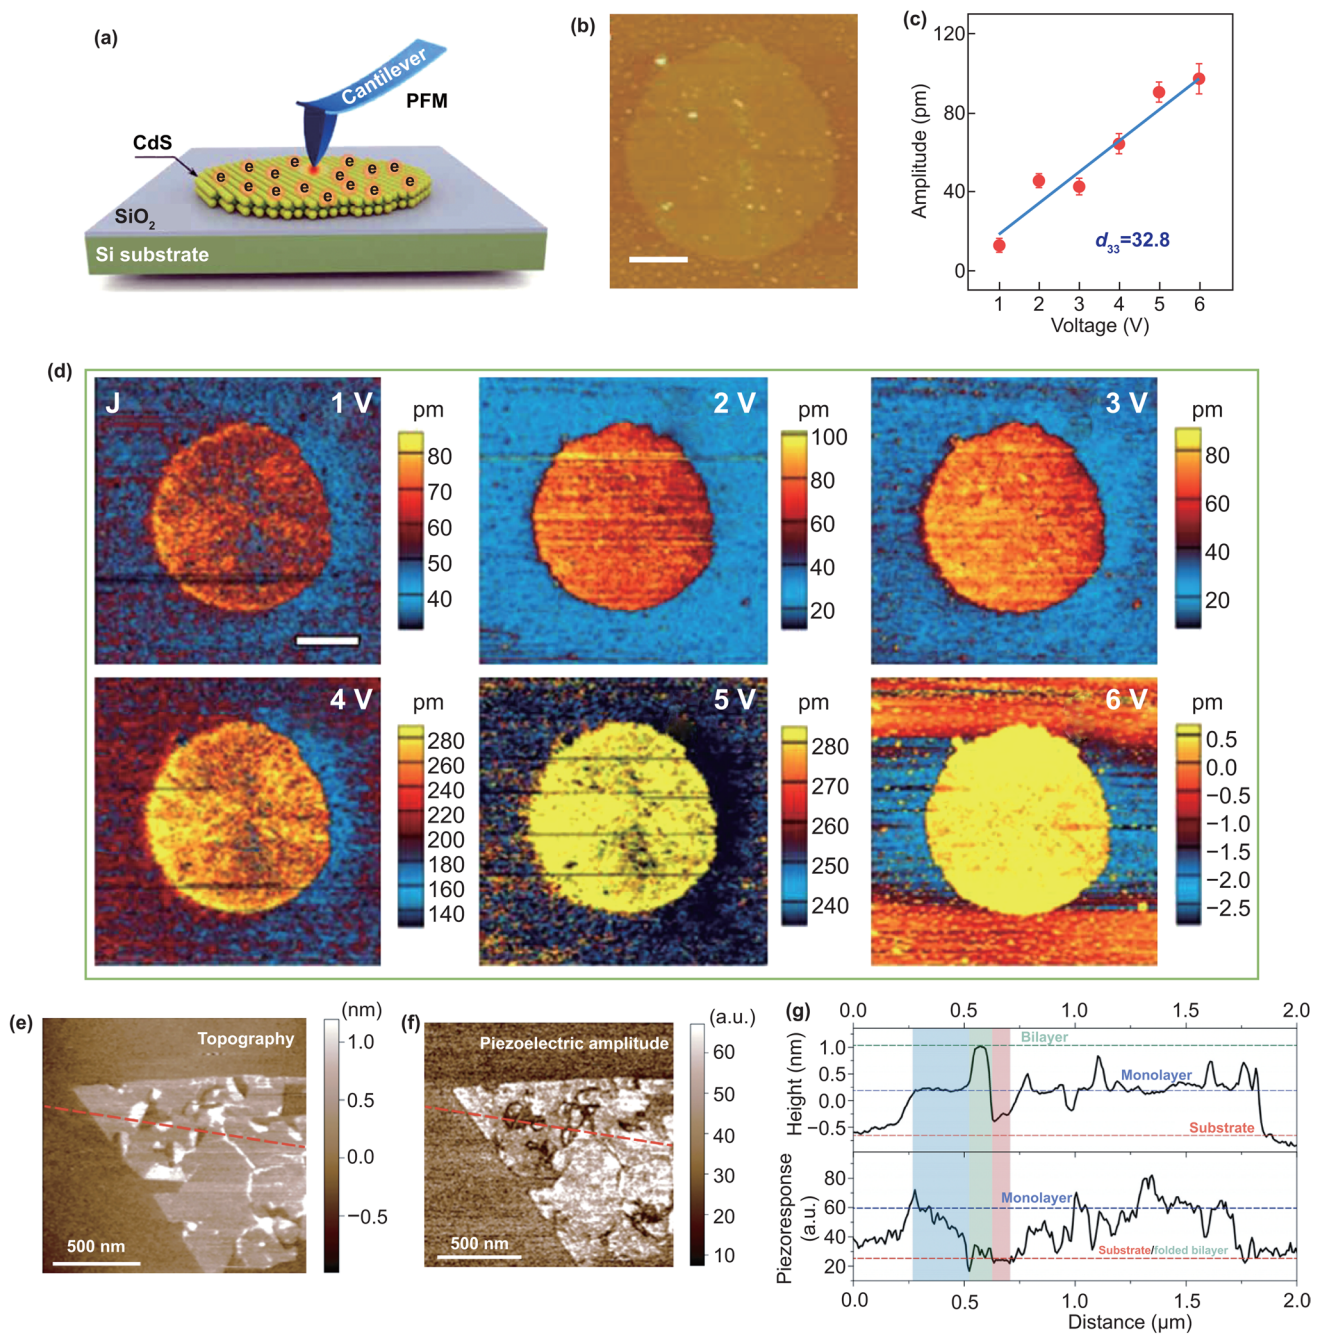 (a)
Cantilever
PFM
CdS
e e e e e e e e e e e e e e
SiO2
Si substrate
(b)
(c)
Amplitude (pm)
120
80
40
0
d33=32.8
1 2 3 4 5 6
Voltage (V)
(d)
J 1 V
pm
80
70
60
50
40
2 V
pm
100
80
60
40
20
3 V
pm
80
60
40
20
4 V
pm
280
260
240
220
200
180
160
140
5 V
pm
280
270
260
250
240
6 V
pm
0.5
0.0
−0.5
−1.0
−1.5
−2.0
−2.5
(e)
Topography
500 nm
(nm)
1.0
0.5
0.0
−0.5
(f)
Piezoelectric amplitude
500 nm
(a.u.)
60
50
40
30
20
10
(g)
0.0 0.5 1.0 1.5 2.0
Height (nm)
1.0
0.5
0.0
−0.5
Bilayer
Monolayer
Substrate
Piezoresponse
(a.u.)
80
60
40
20
Monolayer
Substrate/folded bilayer
0.0 0.5 1.0 1.5 2.0
Distance (μm)